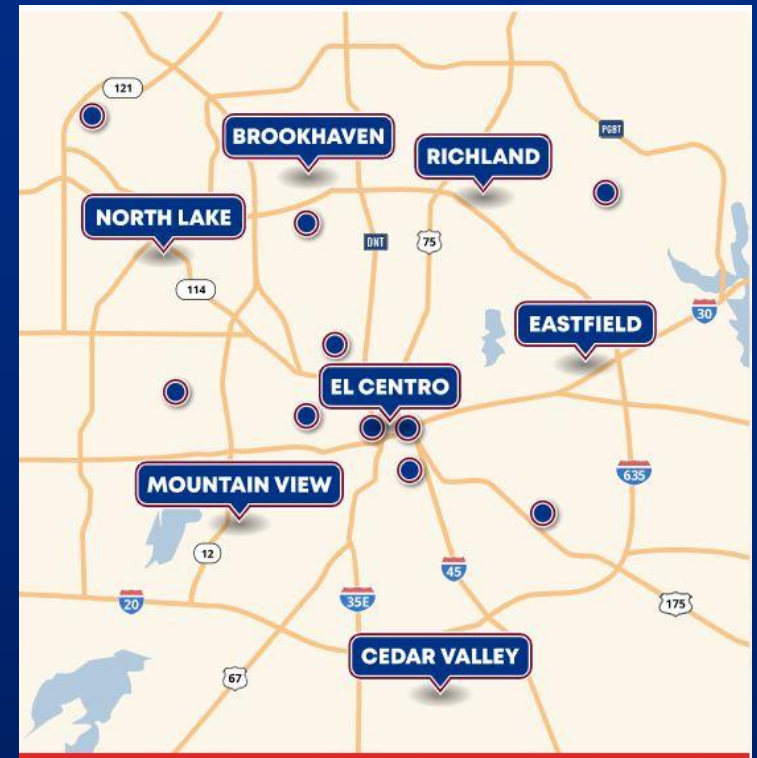 121
PGBT
BROOKHAVEN
RICHLAND
NORTH LAKE
DNT
75
114
30
EASTFIELD
EL CENTRO
635
MOUNTAIN VIEW
12
45
20
35E
175
CEDAR VALLEY
67